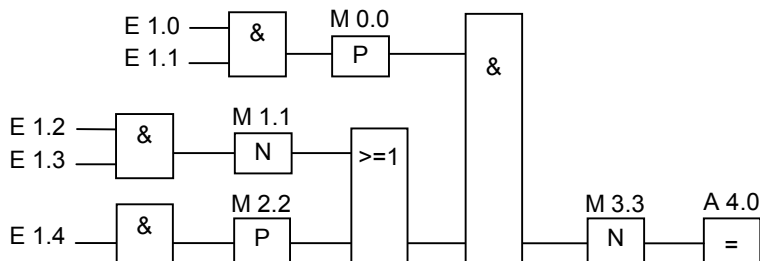 E 1.0
E 1.1
&
M 0.0
P
&
E 1.2
E 1.3
&
M 1.1
N
>=1
E 1.4
&
M 2.2
P
M 3.3
N
A 4.0
=